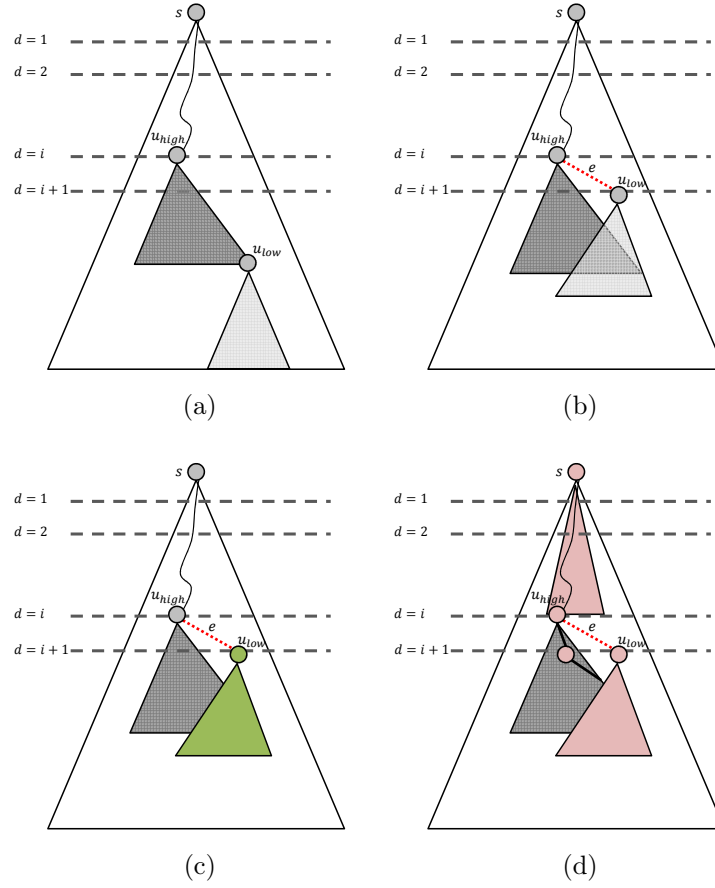 s
d = 1
d = 2
u_high
d = i
d = i + 1
u_low
(a)
s
d = 1
d = 2
u_high
d = i
e
u_low
d = i + 1
(b)
s
d = 1
d = 2
u_high
d = i
e
u_low
d = i + 1
(c)
s
d = 1
d = 2
u_high
d = i
e
u_low
d = i + 1
(d)